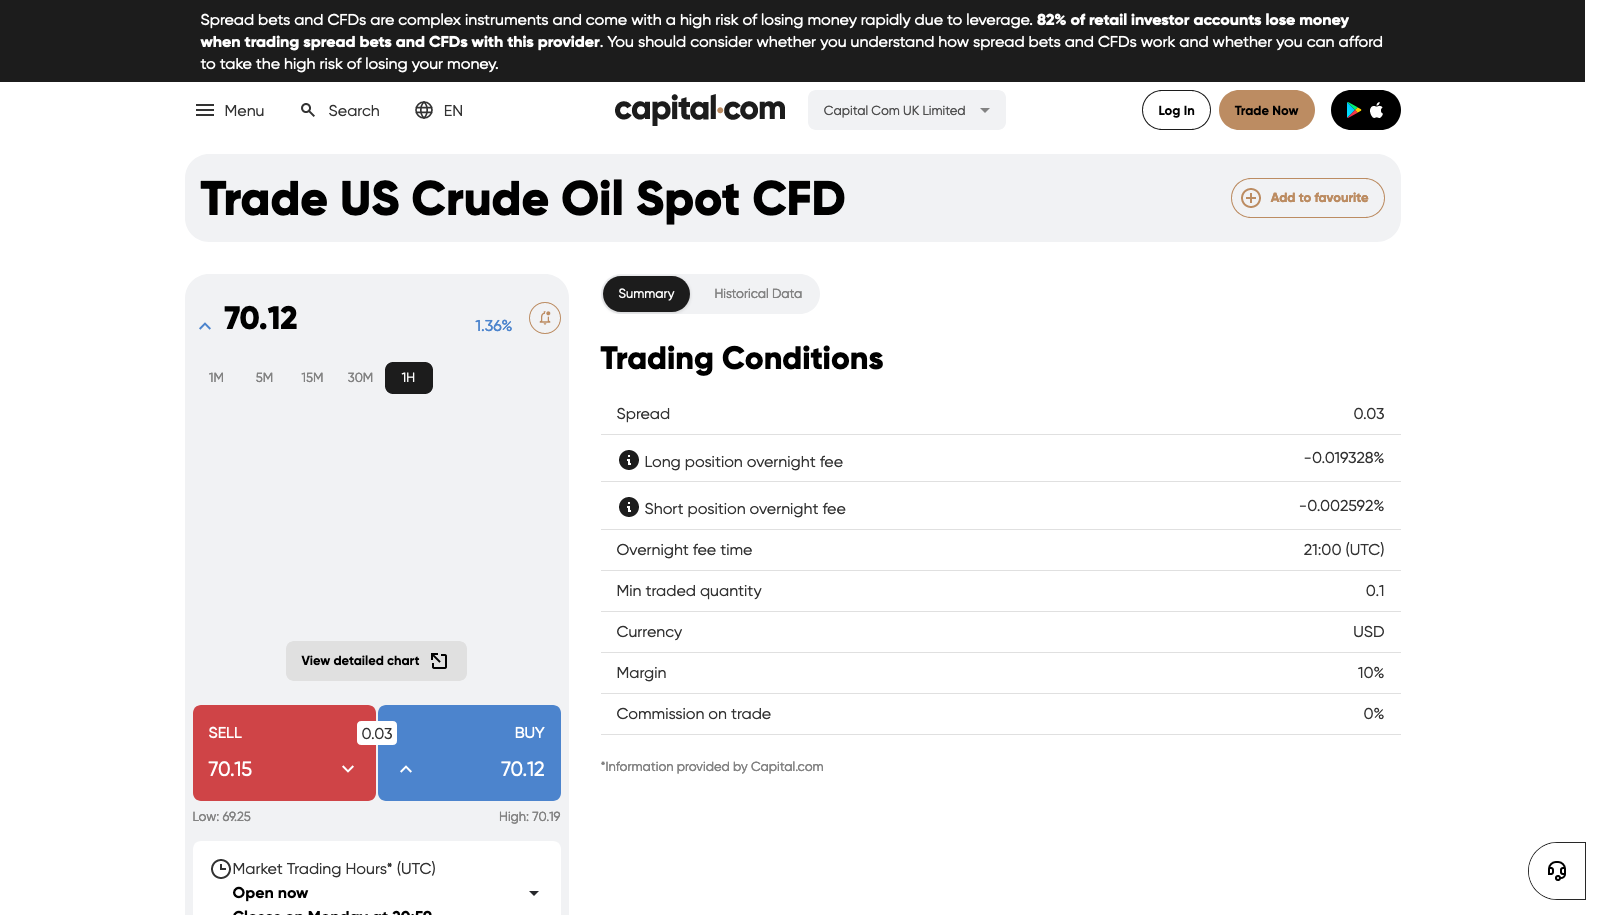 Spread bets and CFDs are complex instruments and come with a high risk of losing money rapidly due to leverage. 82% of retail investor accounts lose money
when trading spread bets and CFDs with this provider. You should consider whether you understand how spread bets and CFDs work and whether you can afford
to take the high risk of losing your money.
Menu
Search
EN
capital.com
Capital Com UK Limited
Log In
Trade Now
Trade US Crude Oil Spot CFD
Add to favourite
70.12
1.36%
1M 5M 15M 30M 1H
View detailed chart
SELL
70.15
0.03
BUY
70.12
Low: 69.25
High: 70.19
Market Trading Hours* (UTC)
Open now
Closes on Monday at 20:59
Summary
Historical Data
Trading Conditions
Spread 0.03
Long position overnight fee -0.019328%
Short position overnight fee -0.002592%
Overnight fee time 21:00 (UTC)
Min traded quantity 0.1
Currency USD
Margin 10%
Commission on trade 0%
*Information provided by Capital.com